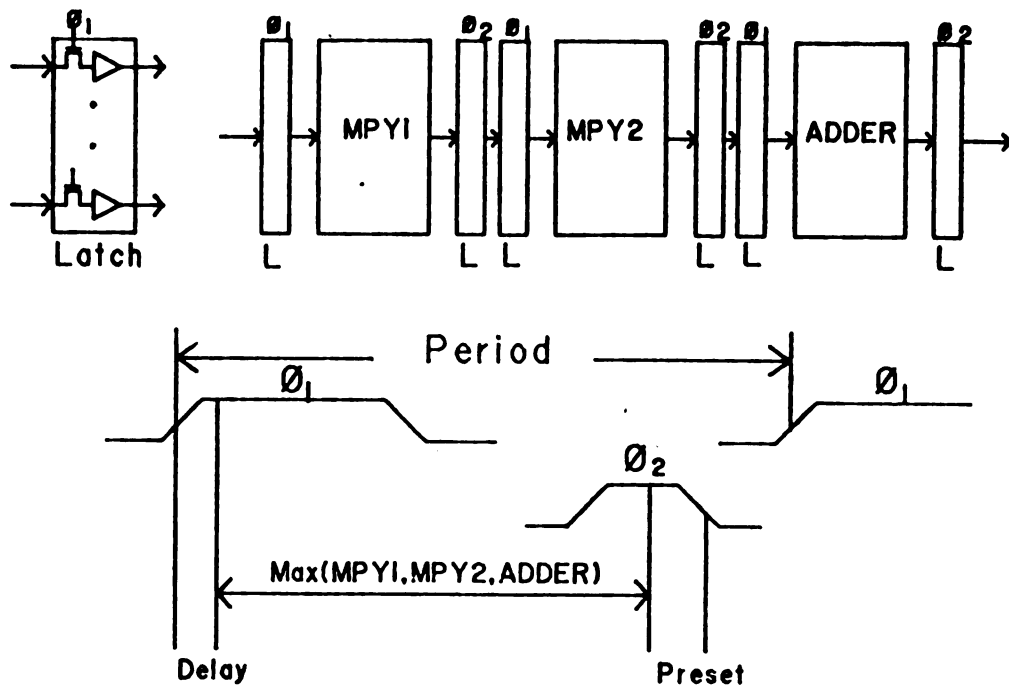 Ø₁
Latch
Ø₁ Ø₂ Ø₁ Ø₂ Ø₁ Ø₂
MPY1 MPY2 ADDER
L L L L L L
Period
Ø₁ Ø₁
Ø₂
Max(MPY1,MPY2,ADDER)
Delay Preset